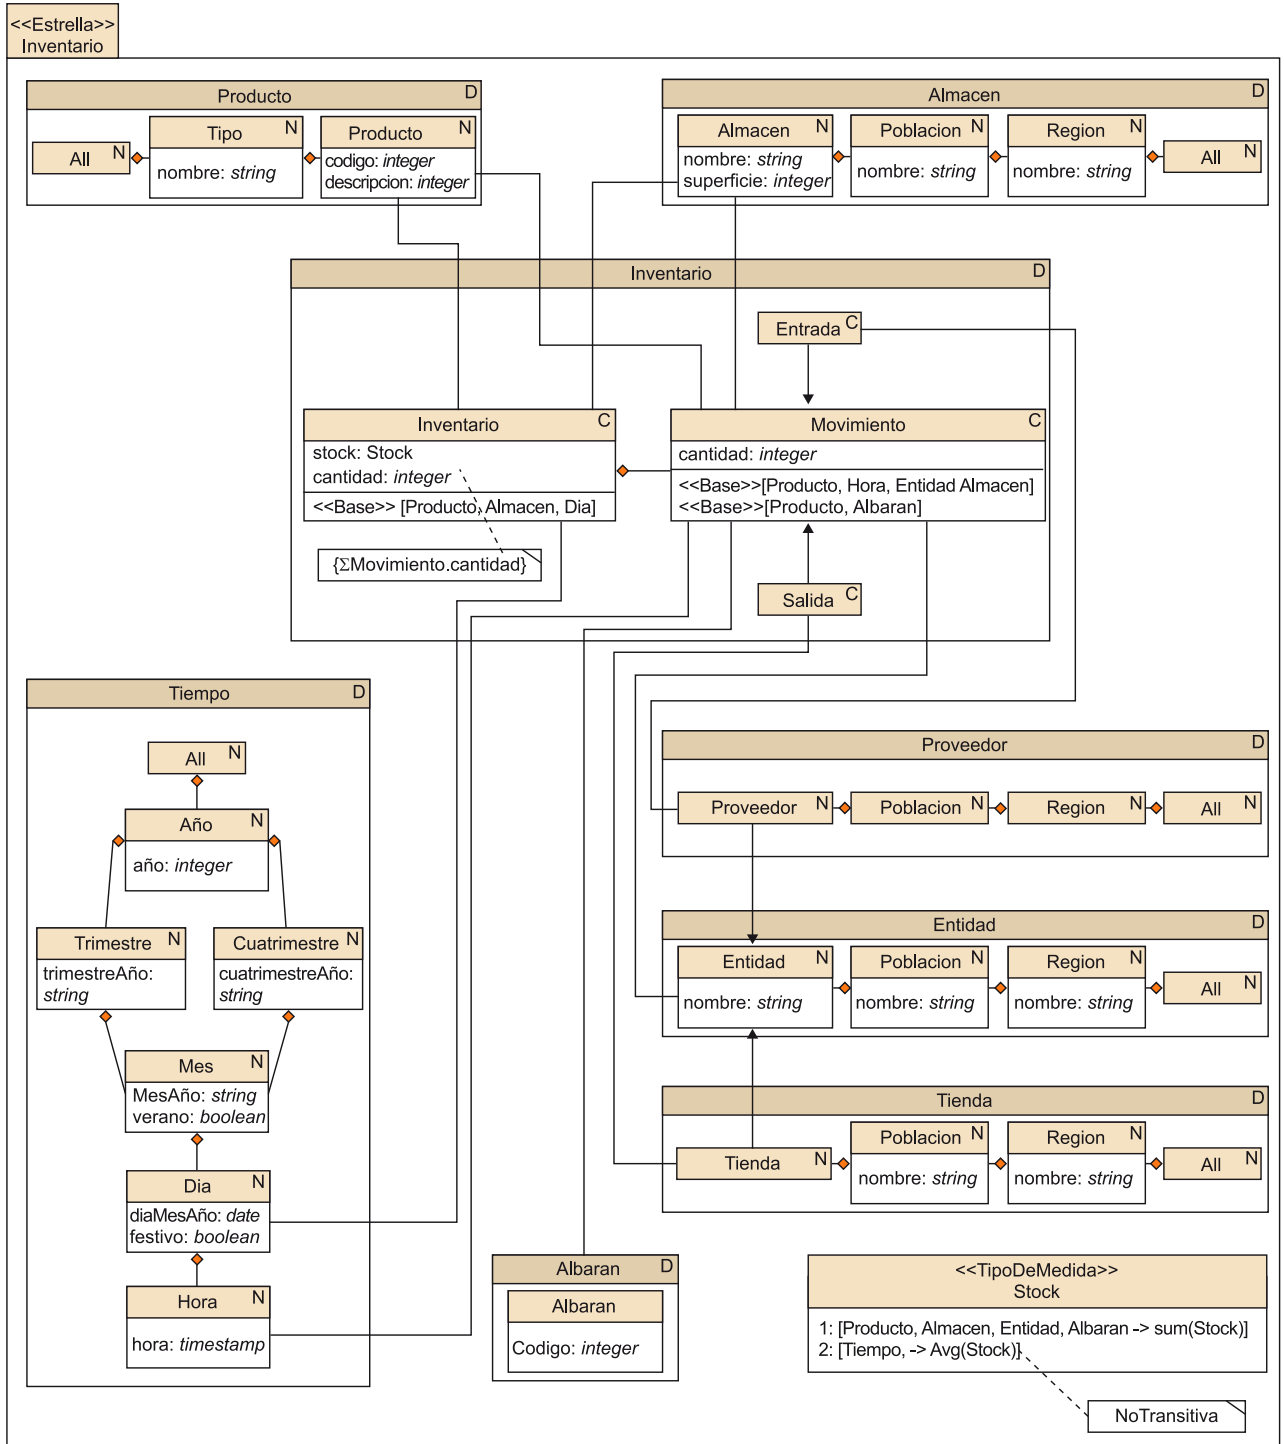 <<Estrella>>
Inventario
Producto D
All N
Tipo N
nombre: string
Producto N
codigo: integer
descripcion: integer
Almacen D
Almacen N
nombre: string
superficie: integer
Poblacion N
nombre: string
Region N
nombre: string
All N
Inventario D
Entrada C
Inventario C
stock: Stock
cantidad: integer
<<Base>> [Producto, Almacen, Dia]
{ΣMovimiento.cantidad}
Movimiento C
cantidad: integer
<<Base>>[Producto, Hora, Entidad Almacen]
<<Base>>[Producto, Albaran]
Salida C
Tiempo D
All N
Año N
año: integer
Trimestre N
trimestreAño:
string
Cuatrimestre N
cuatrimestreAño:
string
Mes N
MesAño: string
verano: boolean
Dia N
diaMesAño: date
festivo: boolean
Hora N
hora: timestamp
Proveedor D
Proveedor N
Poblacion N
Region N
All N
Entidad D
Entidad N
nombre: string
Poblacion N
nombre: string
Region N
nombre: string
All N
Tienda D
Tienda N
Poblacion N
nombre: string
Region N
nombre: string
All N
Albaran D
Albaran
Codigo: integer
<<TipoDeMedida>>
Stock
1: [Producto, Almacen, Entidad, Albaran -> sum(Stock)]
2: [Tiempo, -> Avg(Stock)]
NoTransitiva